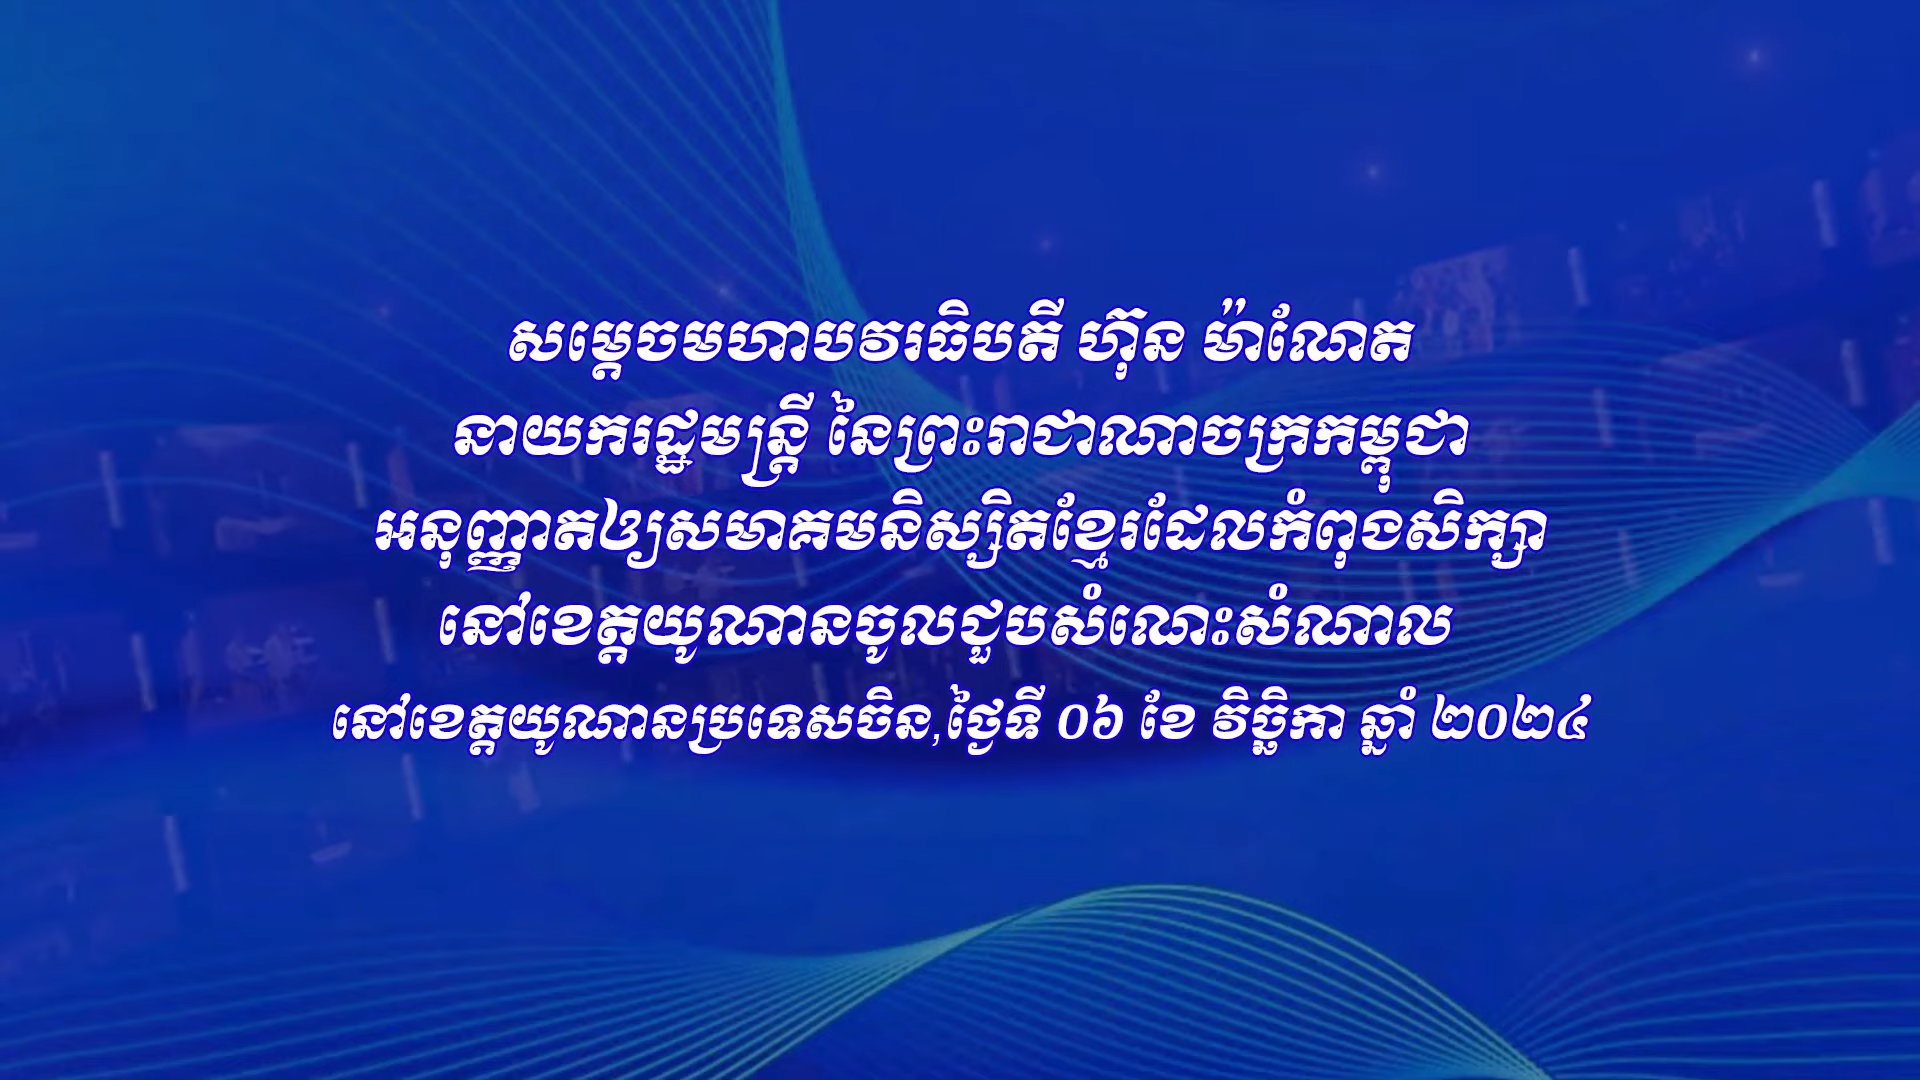 សម្តេចមហាបវរធិបតី ហ៊ុន ម៉ាណែត
នាយករដ្ឋមន្ត្រី នៃព្រះរាជាណាចក្រកម្ពុជា
អនុញ្ញាតឲ្យសមាគមនិស្សិតខ្មែរដែលកំពុងសិក្សា
នៅខេត្តយូណានចូលជួបសំណេះសំណាល
នៅខេត្តយូណានប្រទេសចិន,ថ្ងៃទី ០៦ ខែ វិច្ឆិកា ឆ្នាំ ២០២៤